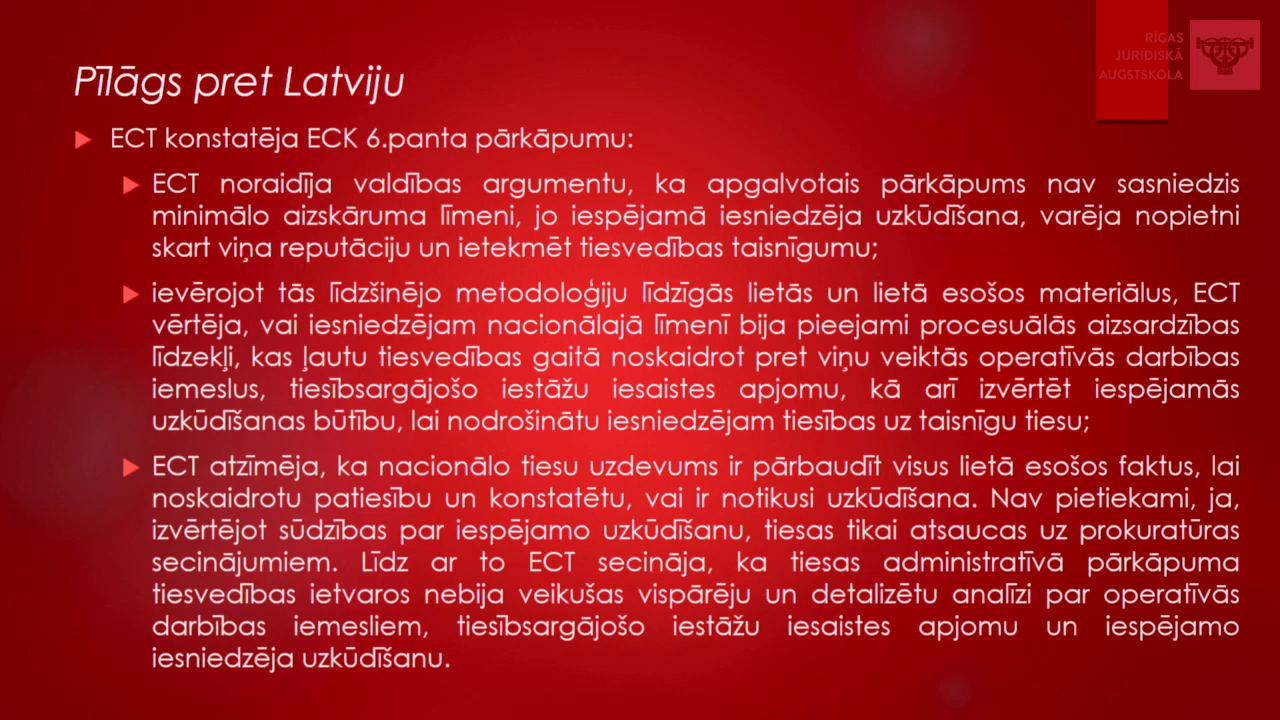 RĪGAS
JURIDISKĀ
AUGSTSKOLA
Pīlāgs pret Latviju
ECT konstatēja ECK 6.panta pārkāpumu:
ECT noraidīja valdības argumentu, ka apgalvotais pārkāpums nav sasniedzis
minimālo aizskāruma līmeni, jo iespējamā iesniedzēja uzkūdīšana, varēja nopietni
skart viņa reputāciju un ietekmēt tiesvedības taisnīgumu;
ievērojot tās līdzšinējo metodoloģiju līdzīgās lietās un lietā esošos materiālus, ECT
vērtēja, vai iesniedzējam nacionālajā līmenī bija pieejami procesuālās aizsardzības
līdzekļi, kas ļautu tiesvedības gaitā noskaidrot pret viņu veiktās operatīvās darbības
iemeslus, tiesībsargājošo iestāžu iesaistes apjomu, kā arī izvērtēt iespējamās
uzkūdīšanas būtību, lai nodrošinātu iesniedzējam tiesības uz taisnīgu tiesu;
ECT atzīmēja, ka nacionālo tiesu uzdevums ir pārbaudīt visus lietā esošos faktus, lai
noskaidrotu patiesību un konstatētu, vai ir notikusi uzkūdīšana. Nav pietiekami, ja,
izvērtējot sūdzības par iespējamo uzkūdīšanu, tiesas tikai atsaucas uz prokuratūras
secinājumiem. Līdz ar to ECT secināja, ka tiesas administratīvā pārkāpuma
tiesvedības ietvaros nebija veikušas vispārēju un detalizētu analīzi par operatīvās
darbības iemesliem, tiesībsargājošo iestāžu iesaistes apjomu un iespējamo
iesniedzēja uzkūdīšanu.